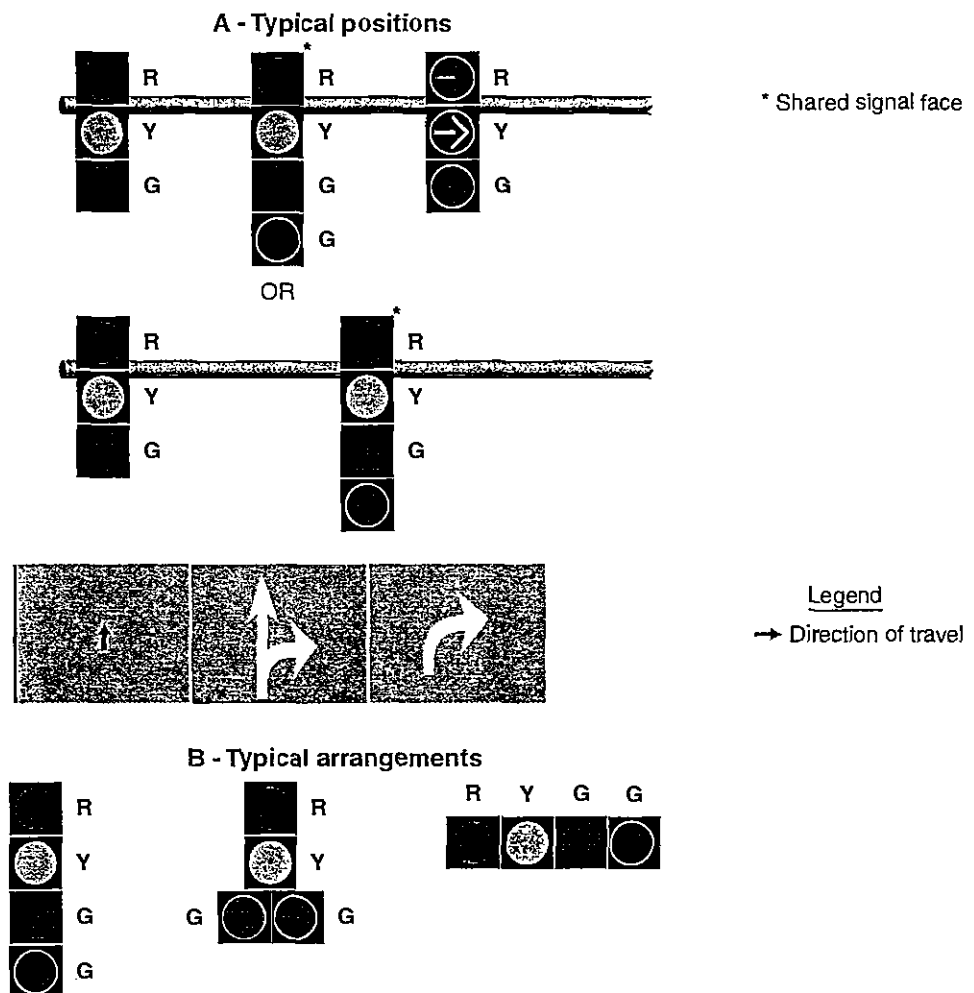 A - Typical positions
*
R R R
* Shared signal face
Y Y Y
G G G
G
OR
*
R R
Y Y
G G
Legend
→ Direction of travel
B - Typical arrangements
R R R Y G G
Y Y
G G G
G